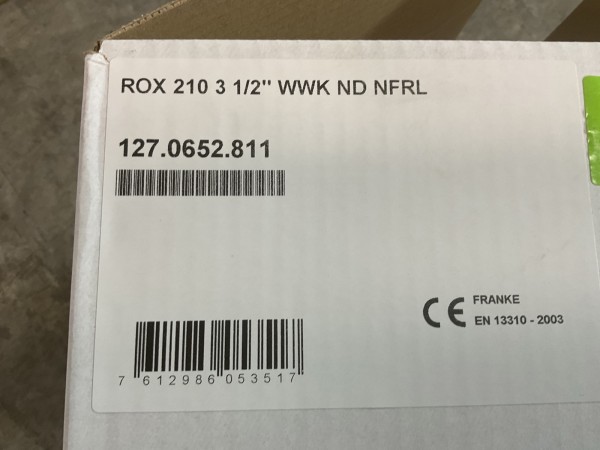 ROX 210 3 1/2" WWK ND NFRL
127.0652.811
CE FRANKE
EN 13310 - 2003
7 612986 053517